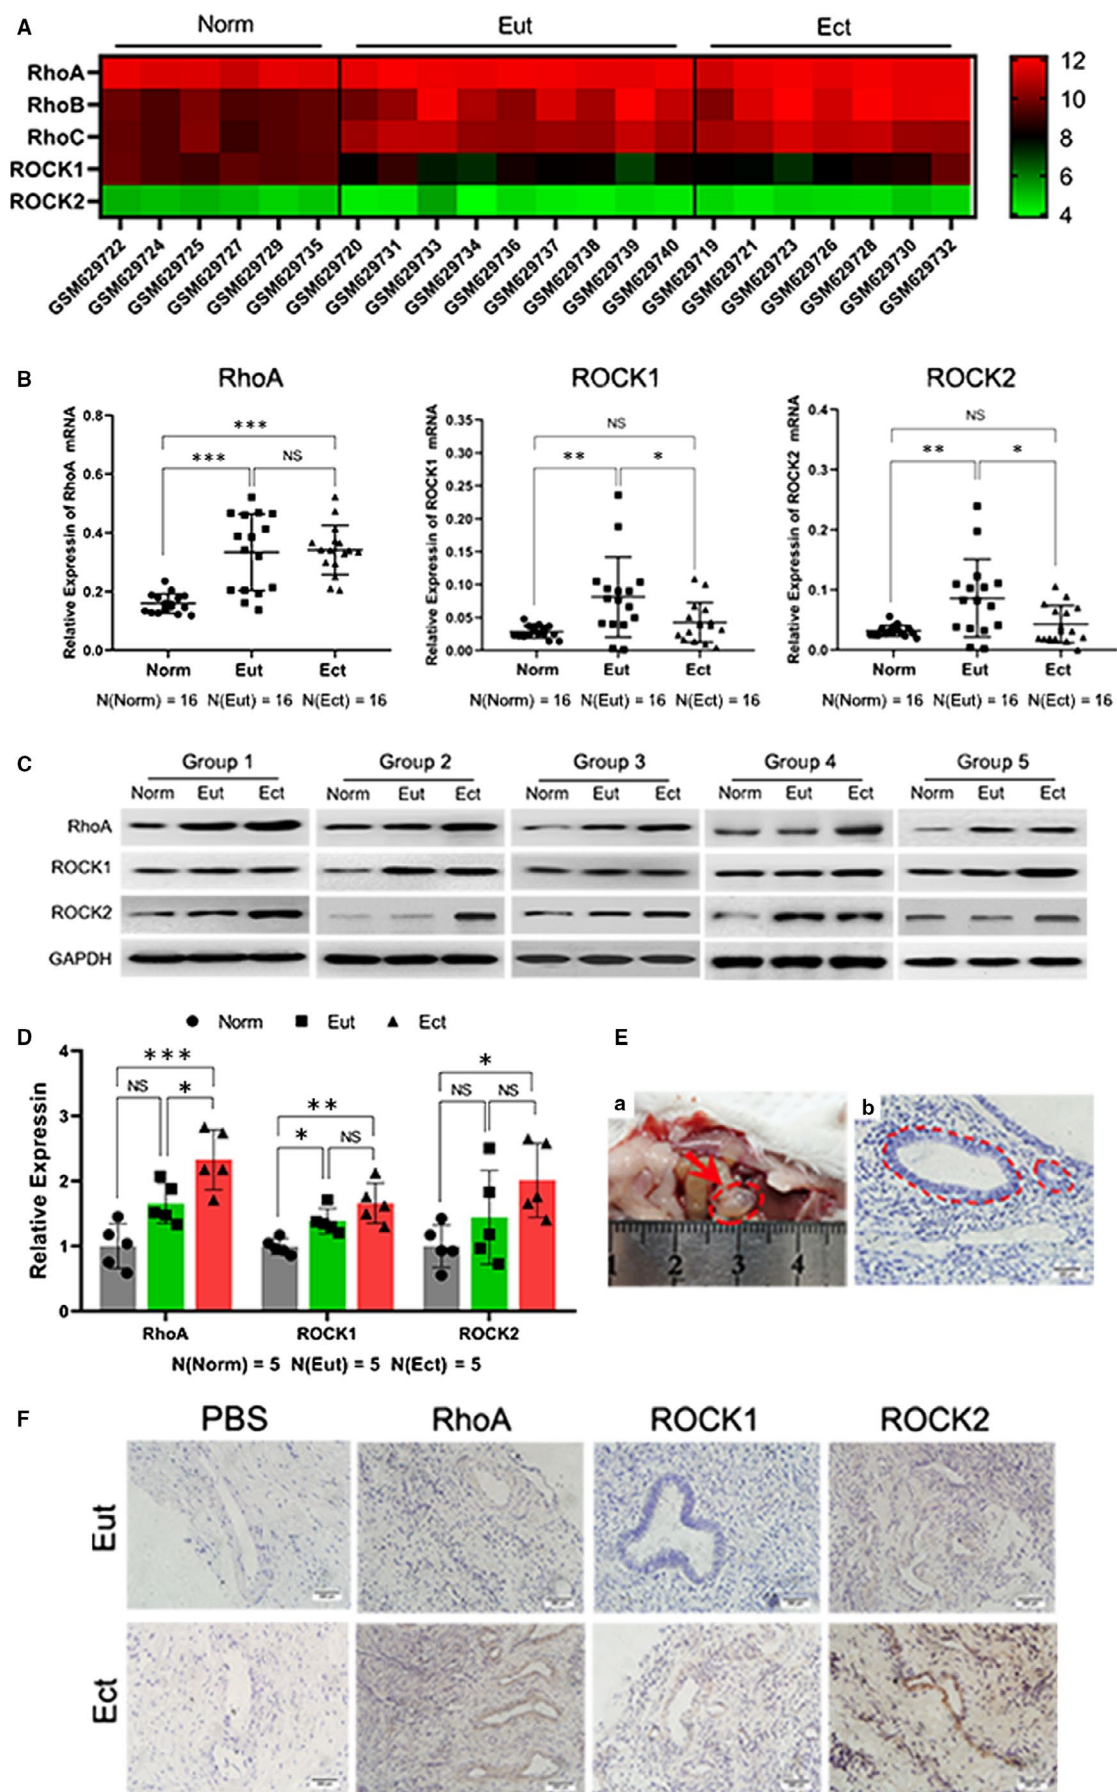 A
Norm Eut Ect
RhoA
RhoB
RhoC
ROCK1
ROCK2
12
10
8
6
4
GSM629722 GSM629724 GSM629725 GSM629727 GSM629729 GSM629735 GSM629720 GSM629731 GSM629733 GSM629734 GSM629736 GSM629737 GSM629738 GSM629739 GSM629740 GSM629719 GSM629721 GSM629723 GSM629726 GSM629728 GSM629730 GSM629732
B
RhoA
Relative Expressin of RhoA mRNA
0.8
0.6
0.4
0.2
0.0
***
*** NS
Norm Eut Ect
N(Norm) = 16 N(Eut) = 16 N(Ect) = 16
ROCK1
Relative Expressin of ROCK1 mRNA
0.35
0.30
0.25
0.20
0.15
0.10
0.05
0.00
NS
** *
Norm Eut Ect
N(Norm) = 16 N(Eut) = 16 N(Ect) = 16
ROCK2
Relative Expressin of ROCK2 mRNA
0.4
0.3
0.2
0.1
0.0
NS
** *
Norm Eut Ect
N(Norm) = 16 N(Eut) = 16 N(Ect) = 16
C
Group 1 Group 2 Group 3 Group 4 Group 5
Norm Eut Ect Norm Eut Ect Norm Eut Ect Norm Eut Ect Norm Eut Ect
RhoA
ROCK1
ROCK2
GAPDH
D
Norm Eut Ect
Relative Expressin
4
3
2
1
0
***
NS *
**
* NS
*
NS NS
RhoA ROCK1 ROCK2
N(Norm) = 5 N(Eut) = 5 N(Ect) = 5
E
a
1 2 3 4
b
F
PBS RhoA ROCK1 ROCK2
Eut
Ect